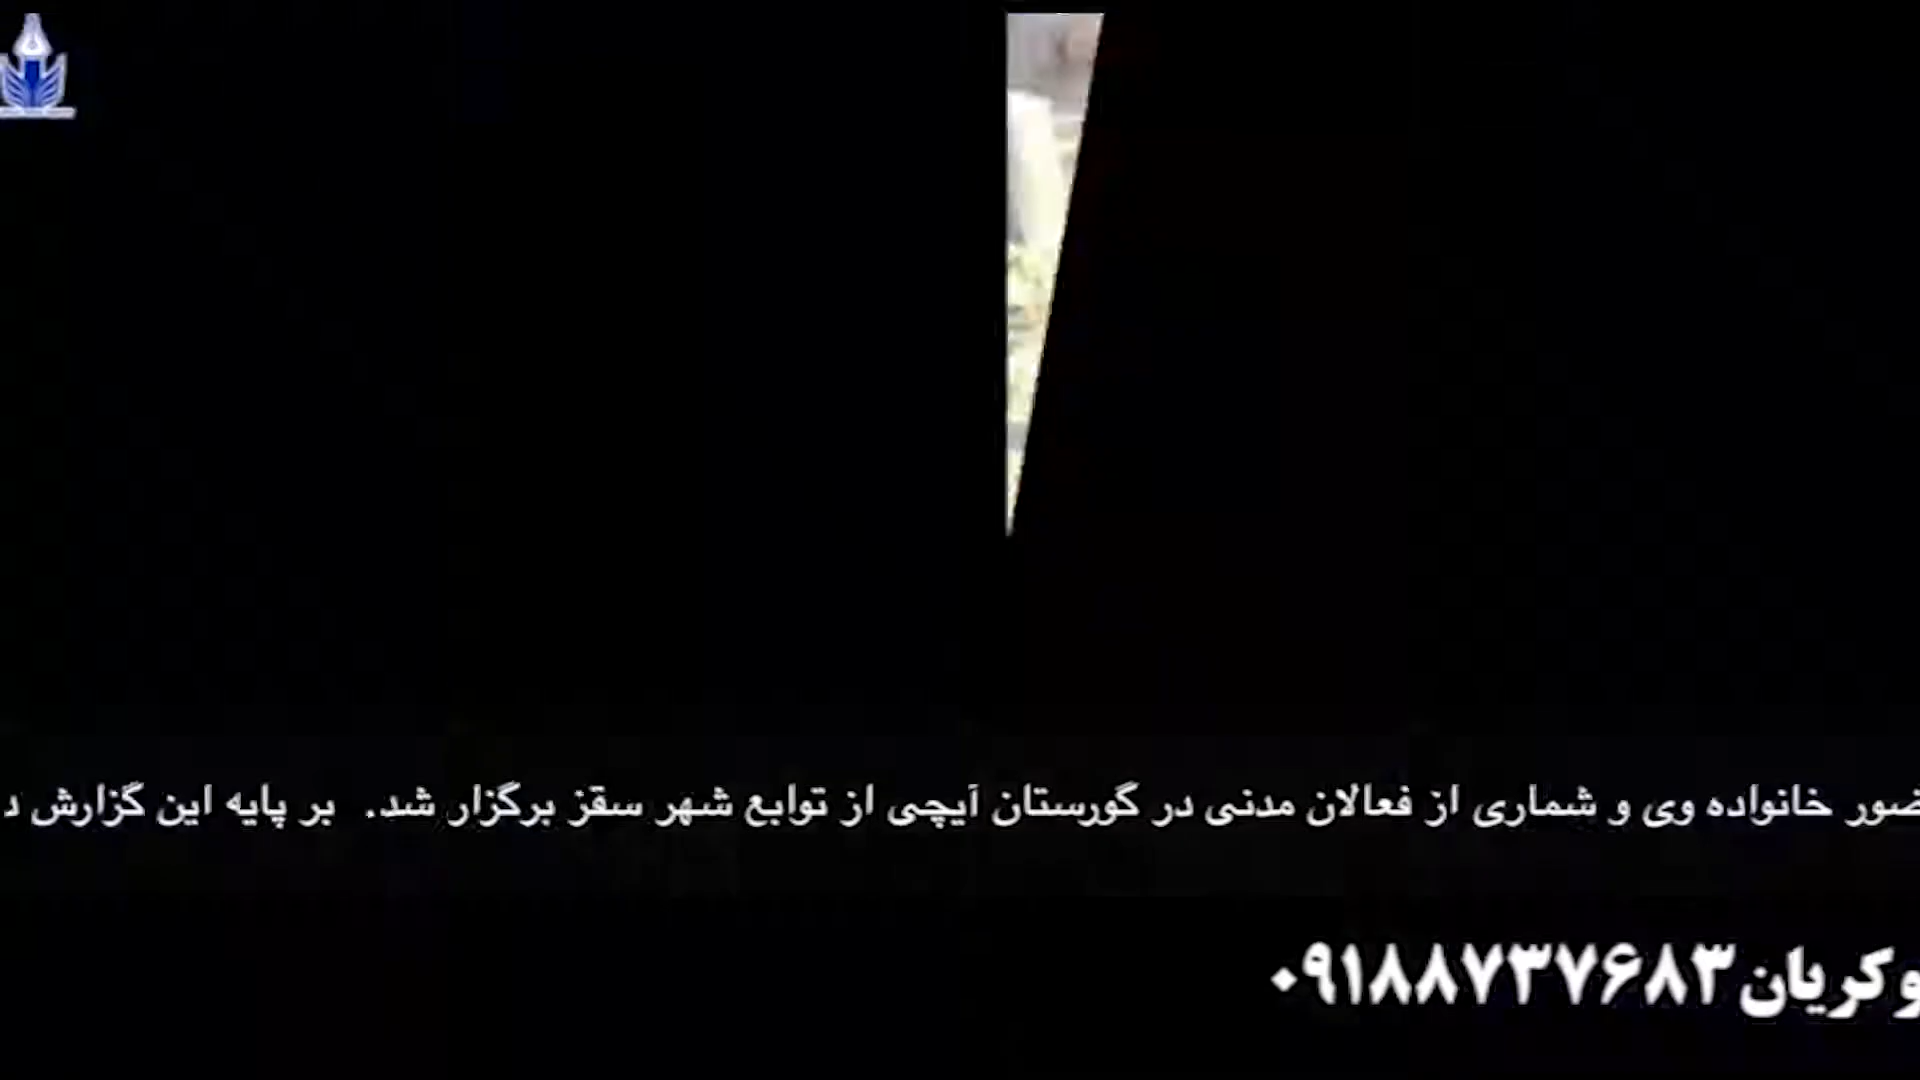 خانواده وی و شماری از فعالان مدنی در گورستان آیچی از توابع شهر سقز برگزار شد. بر پایه این گزارش
وکریان۰۹۱۸۸۷۳۷۶۸۳